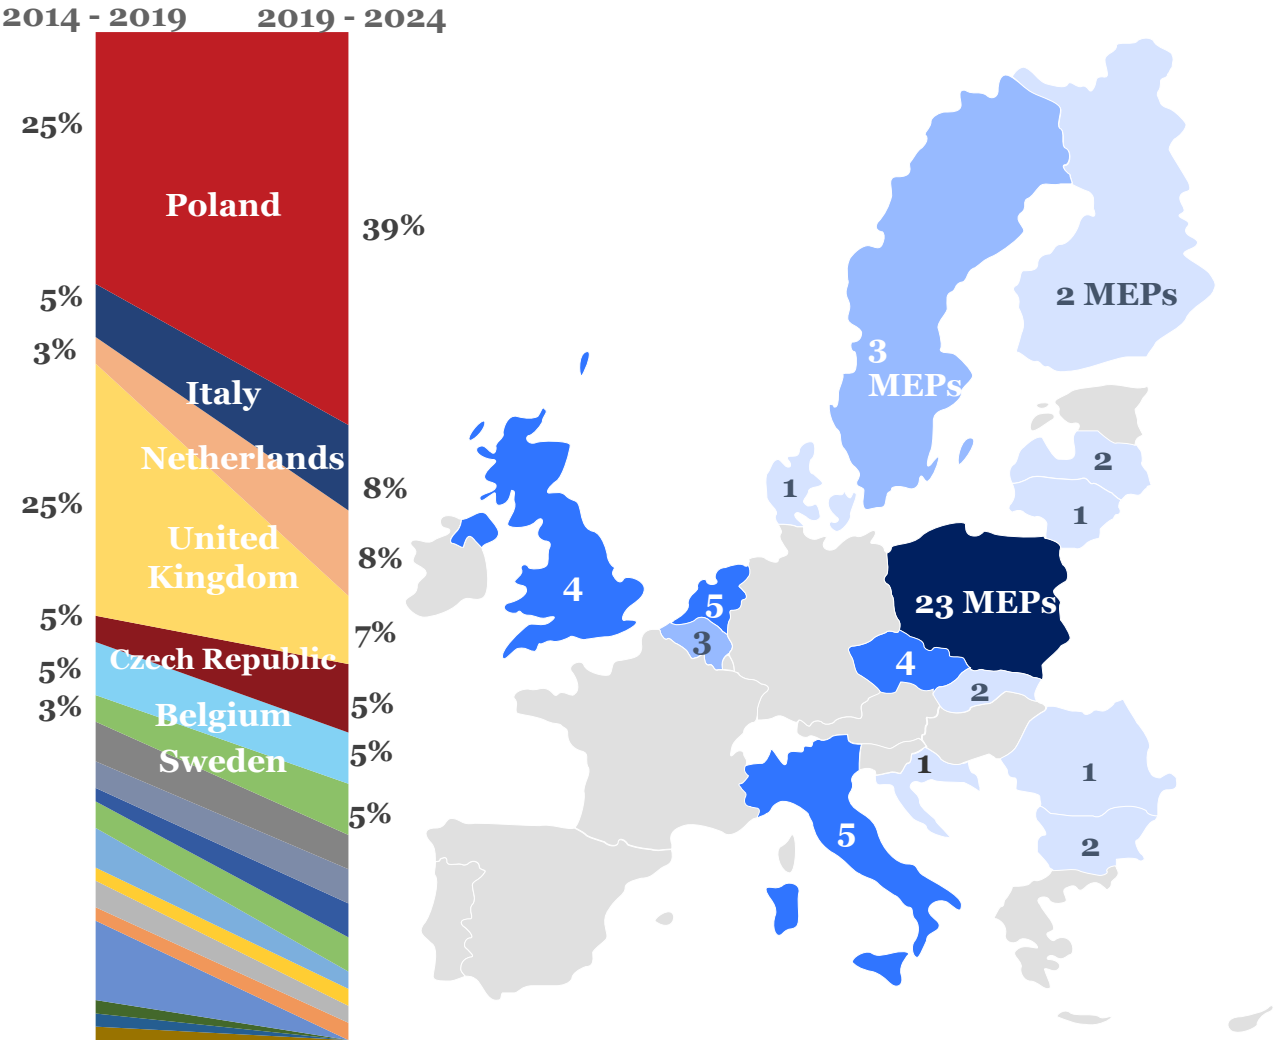 2014 - 2019
2019 - 2024
25%
Poland
39%
5%
3%
Italy
Netherlands
8%
25%
United
Kingdom
8%
5%
7%
Czech Republic
5%
3%
Belgium
5%
Sweden
5%
5%
2 MEPs
3
MEPs
2
1
1
23 MEPs
4
5
3
4
2
1
1
5
2